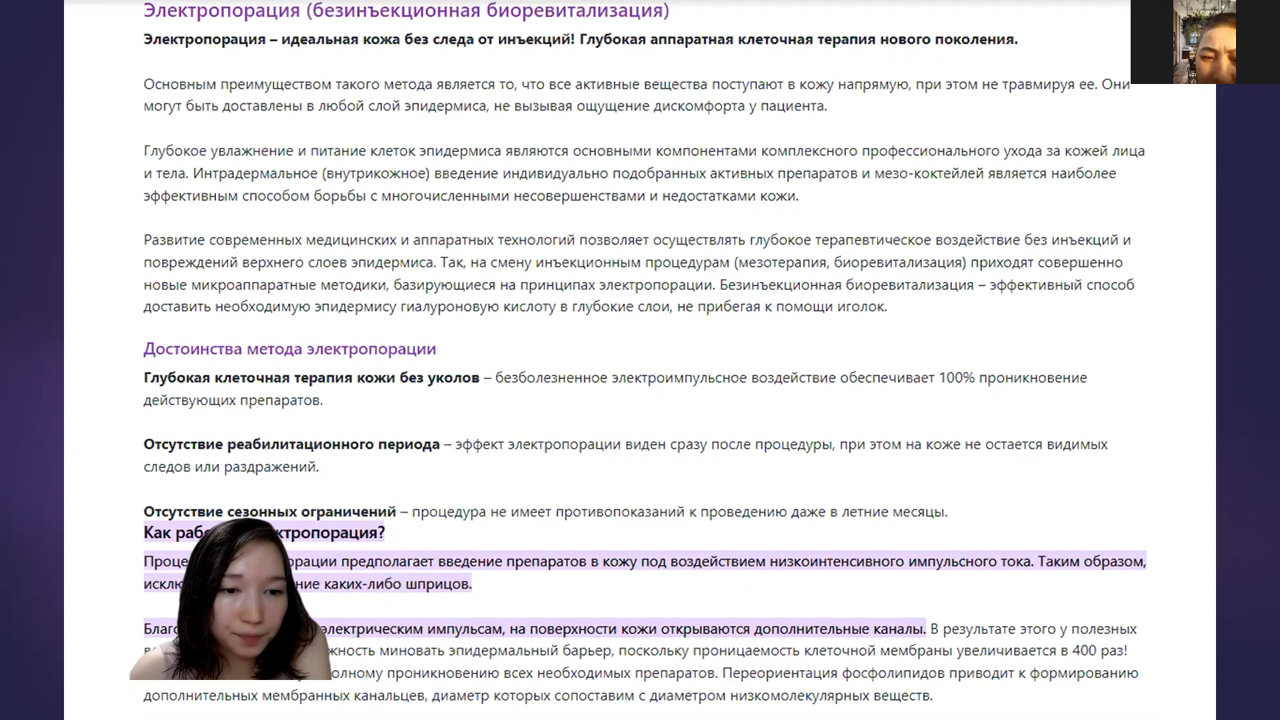 Электропорация (безинъекционная биоревитализация)
Электропорация – идеальная кожа без следа от инъекций! Глубокая аппаратная клеточная терапия нового поколения.
Основным преимуществом такого метода является то, что все активные вещества поступают в кожу напрямую, при этом не травмируя ее. Они
могут быть доставлены в любой слой эпидермиса, не вызывая ощущение дискомфорта у пациента.
Глубокое увлажнение и питание клеток эпидермиса являются основными компонентами комплексного профессионального ухода за кожей лица
и тела. Интрадермальное (внутрикожное) введение индивидуально подобранных активных препаратов и мезо-коктейлей является наиболее
эффективным способом борьбы с многочисленными несовершенствами и недостатками кожи.
Развитие современных медицинских и аппаратных технологий позволяет осуществлять глубокое терапевтическое воздействие без инъекций и
повреждений верхнего слоев эпидермиса. Так, на смену инъекционным процедурам (мезотерапия, биоревитализация) приходят совершенно
новые микроаппаратные методики, базирующиеся на принципах электропорации. Безинъекционная биоревитализация – эффективный способ
доставить необходимую эпидермису гиалуроновую кислоту в глубокие слои, не прибегая к помощи иголок.
Достоинства метода электропорации
Глубокая клеточная терапия кожи без уколов – безболезненное электроимпульсное воздействие обеспечивает 100% проникновение
действующих препаратов.
Отсутствие реабилитационного периода – эффект электропорации виден сразу после процедуры, при этом на коже не остается видимых
следов или раздражений.
Отсутствие сезонных ограничений – процедура не имеет противопоказаний к проведению даже в летние месяцы.
Как
предполагает введение препаратов в кожу под воздействием низкоинтенсивного импульсного тока. Таким образом,
каких-либо шприцов.
электрическим импульсам, на поверхности кожи открываются дополнительные каналы. В результате этого у полезных
миновать эпидермальный барьер, поскольку проницаемость клеточной мембраны увеличивается в 400 раз!
проникновению всех необходимых препаратов. Переориентация фосфолипидов приводит к формированию
дополнительных мембранных канальцев, диаметр которых сопоставим с диаметром низкомолекулярных веществ.